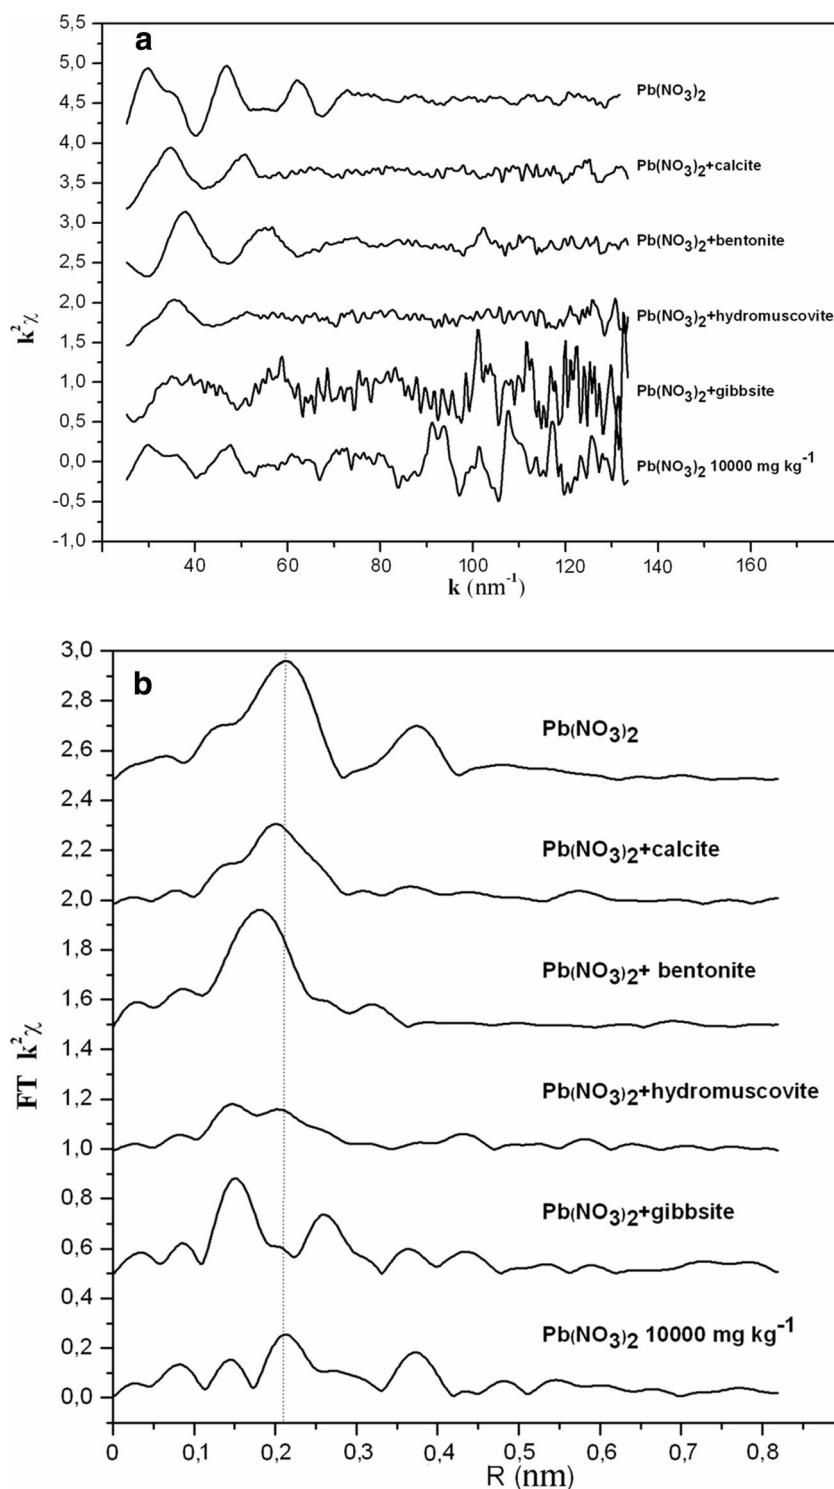 a
5,5
5,0
4,5
4,0
3,5
3,0
2,5
2,0
1,5
1,0
0,5
0,0
-0,5
-1,0
k²χ
Pb(NO₃)₂
Pb(NO₃)₂+calcite
Pb(NO₃)₂+bentonite
Pb(NO₃)₂+hydromuscovite
Pb(NO₃)₂+gibbsite
Pb(NO₃)₂ 10000 mg kg⁻¹
40 60 80 100 120 140 160
k (nm⁻¹)
b
3,0
2,8
2,6
2,4
2,2
2,0
1,8
1,6
1,4
1,2
1,0
0,8
0,6
0,4
0,2
0,0
FT k²χ
Pb(NO₃)₂
Pb(NO₃)₂+calcite
Pb(NO₃)₂+ bentonite
Pb(NO₃)₂+hydromuscovite
Pb(NO₃)₂+gibbsite
Pb(NO₃)₂ 10000 mg kg⁻¹
0 0,1 0,2 0,3 0,4 0,5 0,6 0,7 0,8
R (nm)